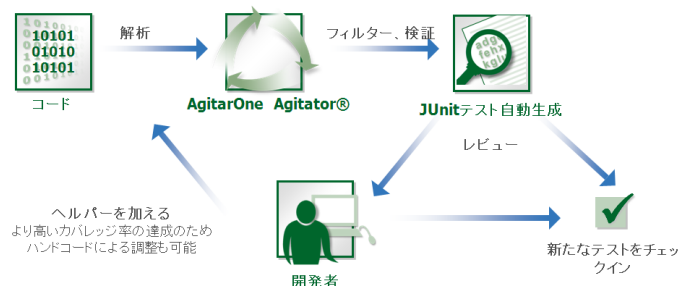 10101
01010
10101
コード
解析
AgitarOne Agitator®
フィルター、検証
adg
fehx
kglu
JUnitテスト自動生成
レビュー
ヘルパーを加える
より高いカバレッジ率の達成のため
ハンドコードによる調整も可能
開発者
新たなテストをチェッ
クイン